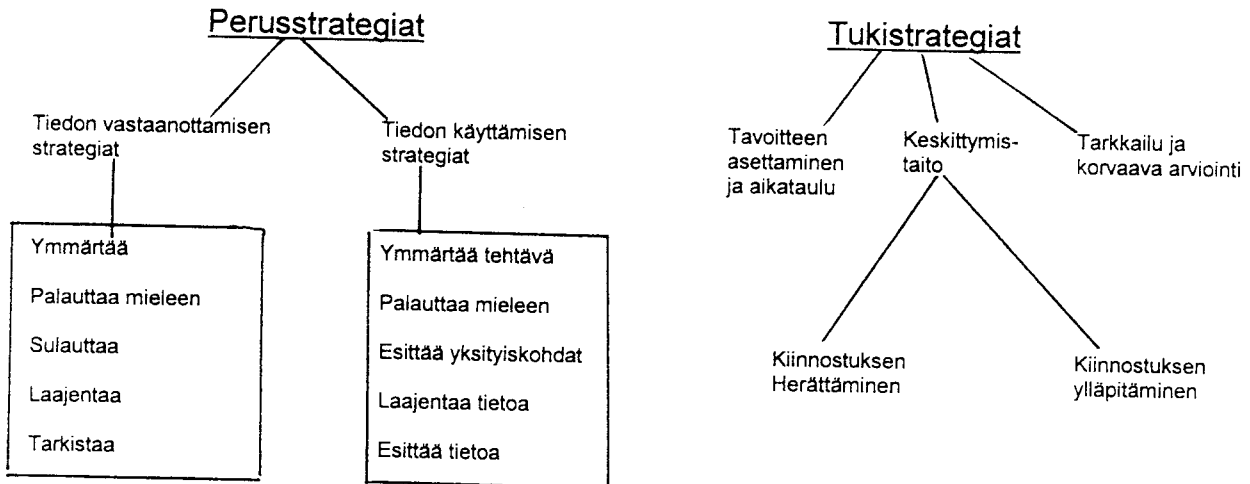 Perusstrategiat
Tiedon vastaanottamisen
strategiat
Tiedon käyttämisen
strategiat
Ymmärtää
Palauttaa mieleen
Sulauttaa
Laajentaa
Tarkistaa
Ymmärtää tehtävä
Palauttaa mieleen
Esittää yksityiskohdat
Laajentaa tietoa
Esittää tietoa
Tukistrategiat
Tavoitteen
asettaminen
ja aikataulu
Keskittymis-
taito
Tarkkailu ja
korvaava arviointi
Kiinnostuksen
Herättäminen
Kiinnostuksen
ylläpitäminen